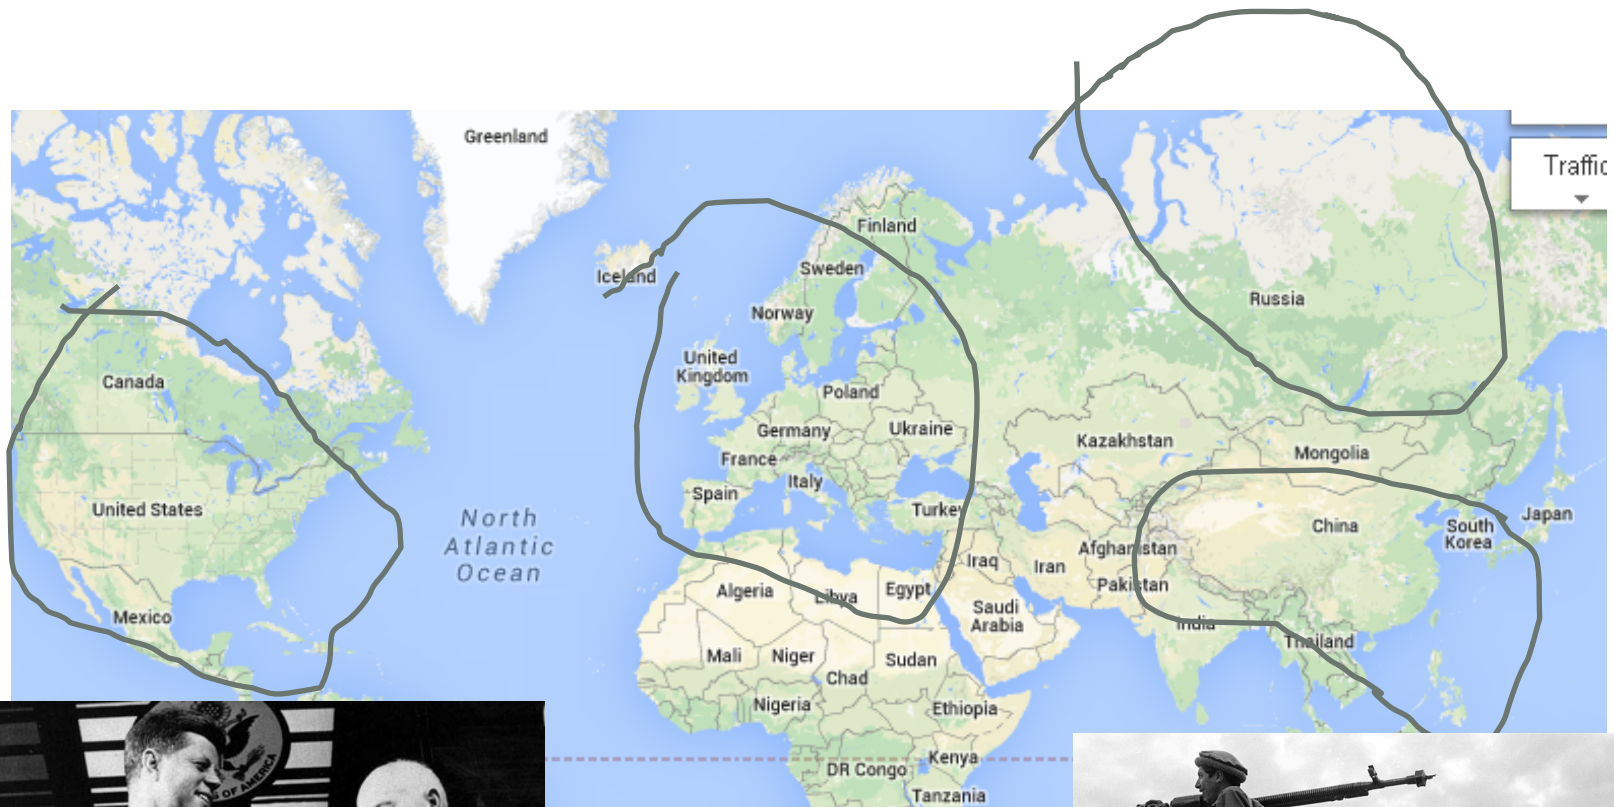 Greenland
Traffic
Finland
Iceland
Sweden
Russia
Norway
United
Kingdom
Canada
Poland
Ukraine
Germany
Kazakhstan
Mongolia
France
Italy
Spain
United States
Turkey
North
Atlantic
Ocean
China
South
Korea
Japan
Afghanistan
Iraq
Iran
Pakistan
Algeria
Libya
Egypt
Saudi
Arabia
Mexico
India
Thailand
Mali
Niger
Sudan
Chad
Nigeria
Ethiopia
Kenya
DR Congo
Tanzania
OF AMERICA